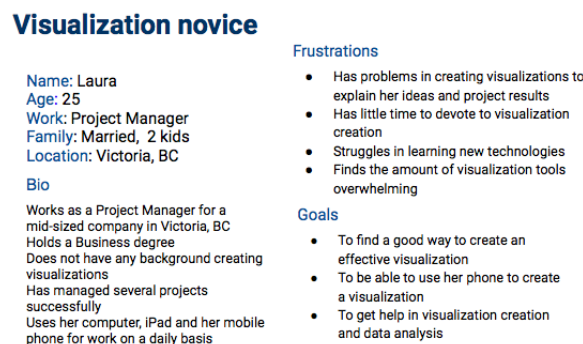 Visualization novice
Name: Laura
Age: 25
Work: Project Manager
Family: Married, 2 kids
Location: Victoria, BC
Bio
Works as a Project Manager for a
mid-sized company in Victoria, BC
Holds a Business degree
Does not have any background creating
visualizations
Has managed several projects
successfully
Uses her computer, iPad and her mobile
phone for work on a daily basis
Frustrations
● Has problems in creating visualizations to
explain her ideas and project results
● Has little time to devote to visualization
creation
● Struggles in learning new technologies
● Finds the amount of visualization tools
overwhelming
Goals
● To find a good way to create an
effective visualization
● To be able to use her phone to create
a visualization
● To get help in visualization creation
and data analysis